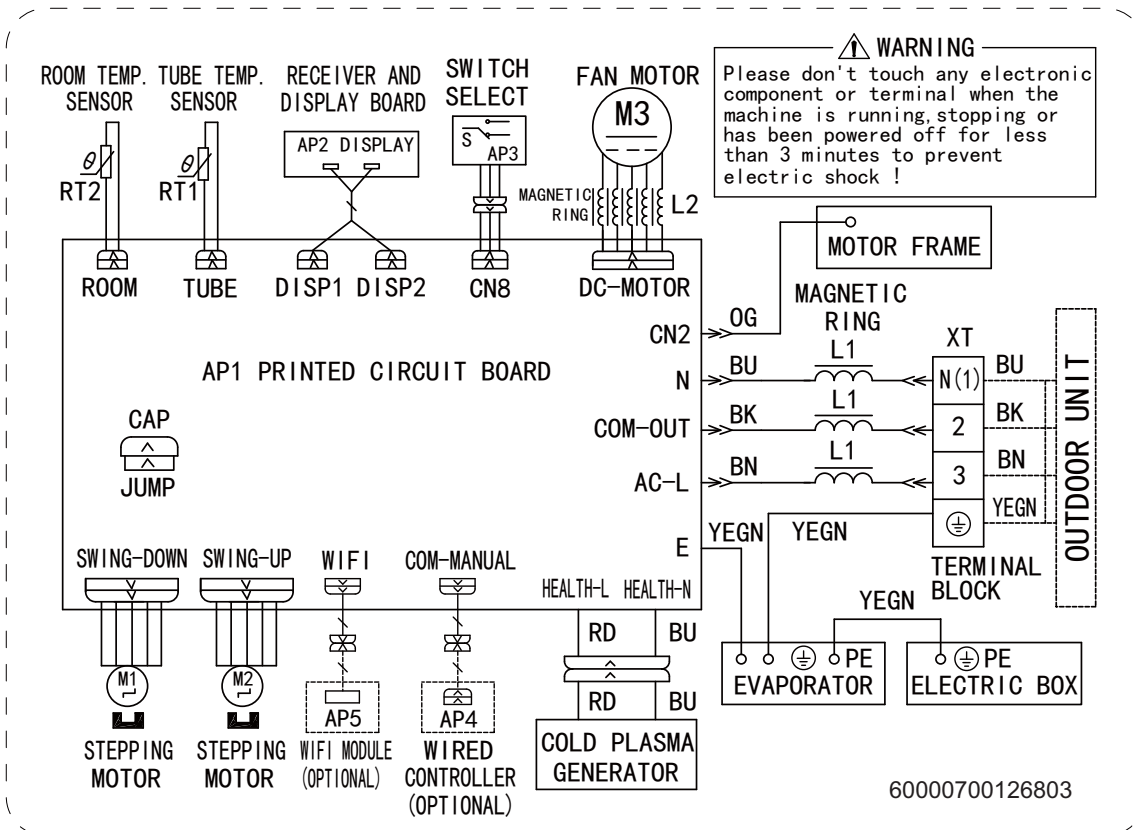 WARNING
Please don't touch any electronic
component or terminal when the
machine is running,stopping or
has been powered off for less
than 3 minutes to prevent
electric shock !
ROOM TEMP.
SENSOR
TUBE TEMP.
SENSOR
RECEIVER AND
DISPLAY BOARD
SWITCH
SELECT
FAN MOTOR
θ
RT2
θ
RT1
AP2 DISPLAY
S
AP3
M3
MAGNETIC
RING
L2
MOTOR FRAME
ROOM
TUBE
DISP1
DISP2
CN8
DC-MOTOR
MAGNETIC
RING
CN2
OG
XT
L1
N
BU
N(1)
BU
L1
COM-OUT
BK
2
BK
L1
AC-L
BN
3
BN
YEGN
OUTDOOR UNIT
AP1 PRINTED CIRCUIT BOARD
CAP
JUMP
E
YEGN
YEGN
TERMINAL
BLOCK
SWING-DOWN
SWING-UP
WIFI
COM-MANUAL
HEALTH-L
HEALTH-N
YEGN
RD
BU
PE
EVAPORATOR
PE
ELECTRIC BOX
M1
M2
AP5
AP4
RD
BU
STEPPING
MOTOR
STEPPING
MOTOR
WIFI MODULE
(OPTIONAL)
WIRED
CONTROLLER
(OPTIONAL)
COLD PLASMA
GENERATOR
60000700126803